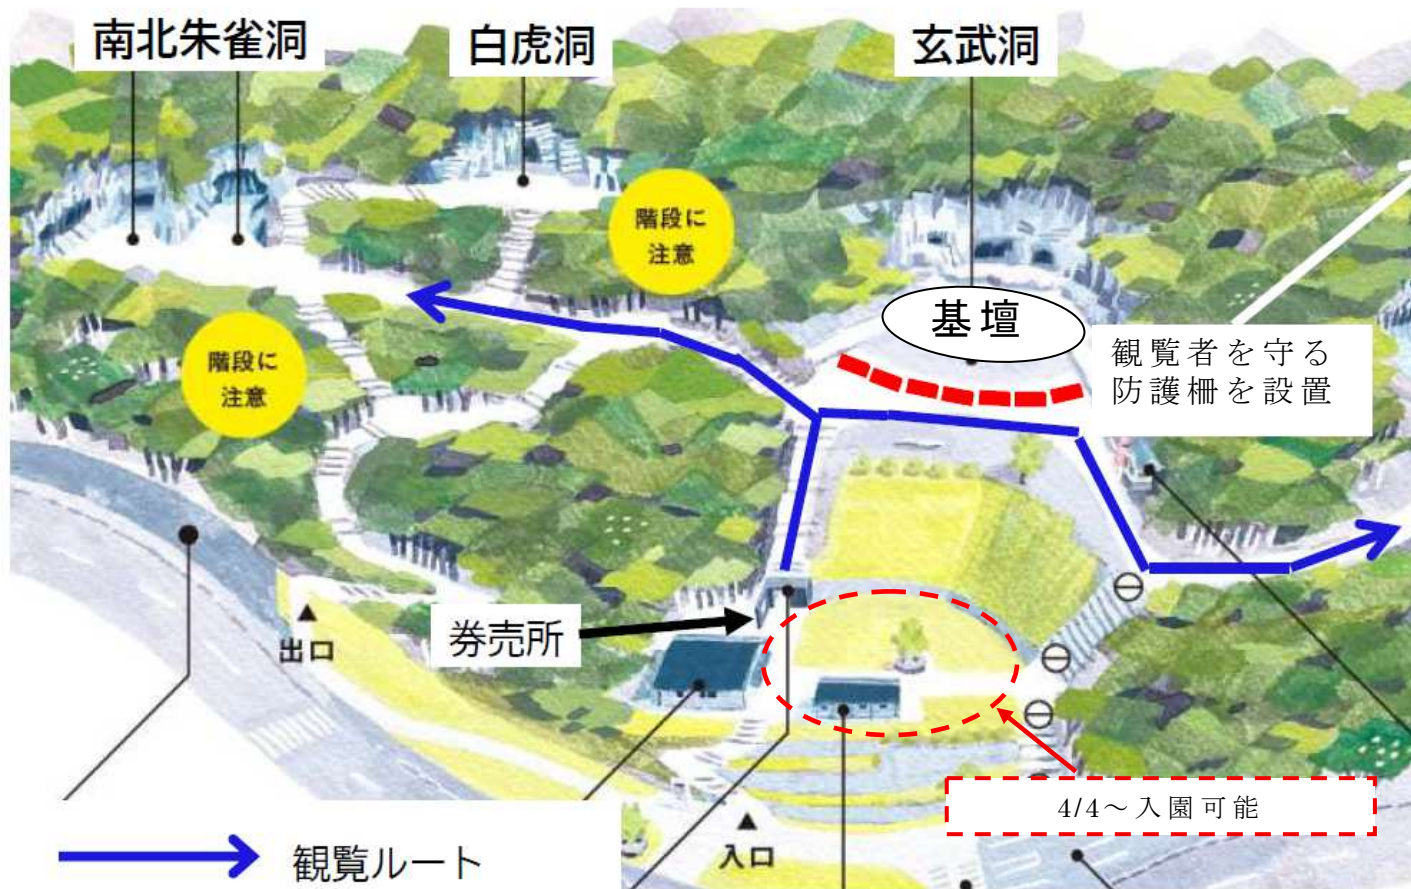 南北朱雀洞
白虎洞
玄武洞
階段に
注意
基壇
階段に
注意
観覧者を守る
防護柵を設置
券売所
▲
出口
4/4～入園可能
▲
入口
観覧ルート